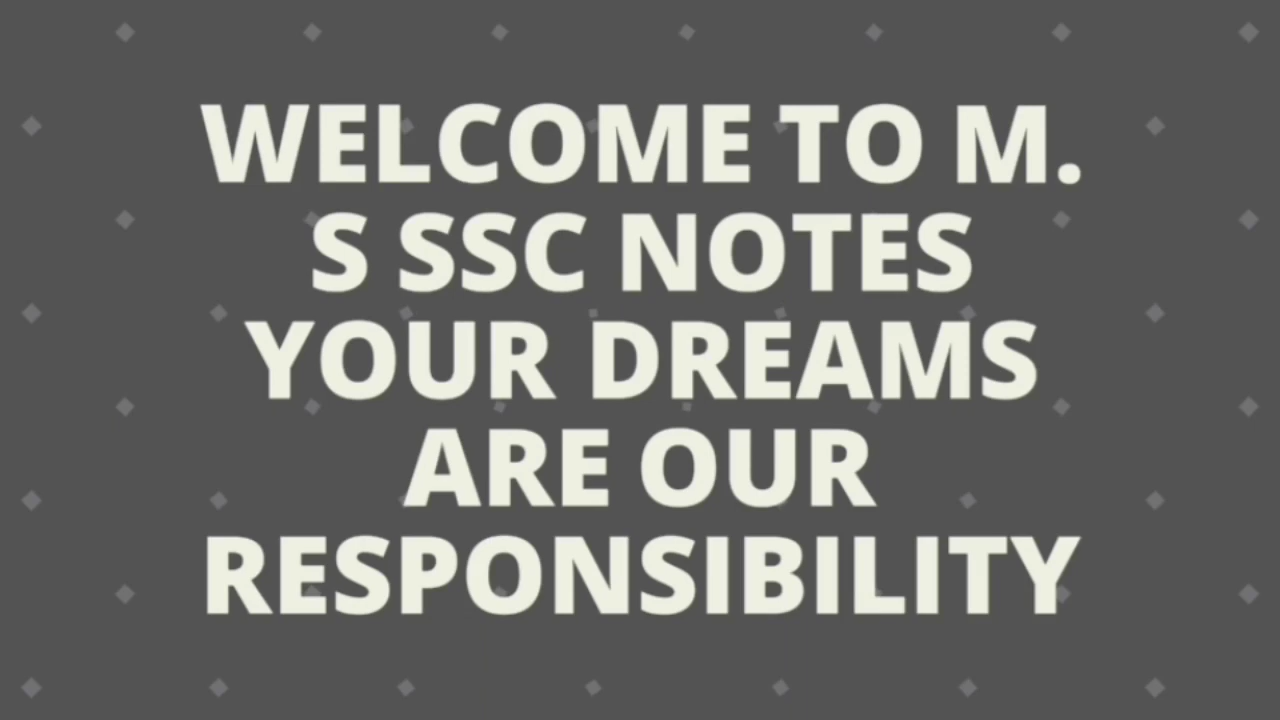 WELCOME TO M.
S SSC NOTES
YOUR DREAMS
ARE OUR
RESPONSIBILITY